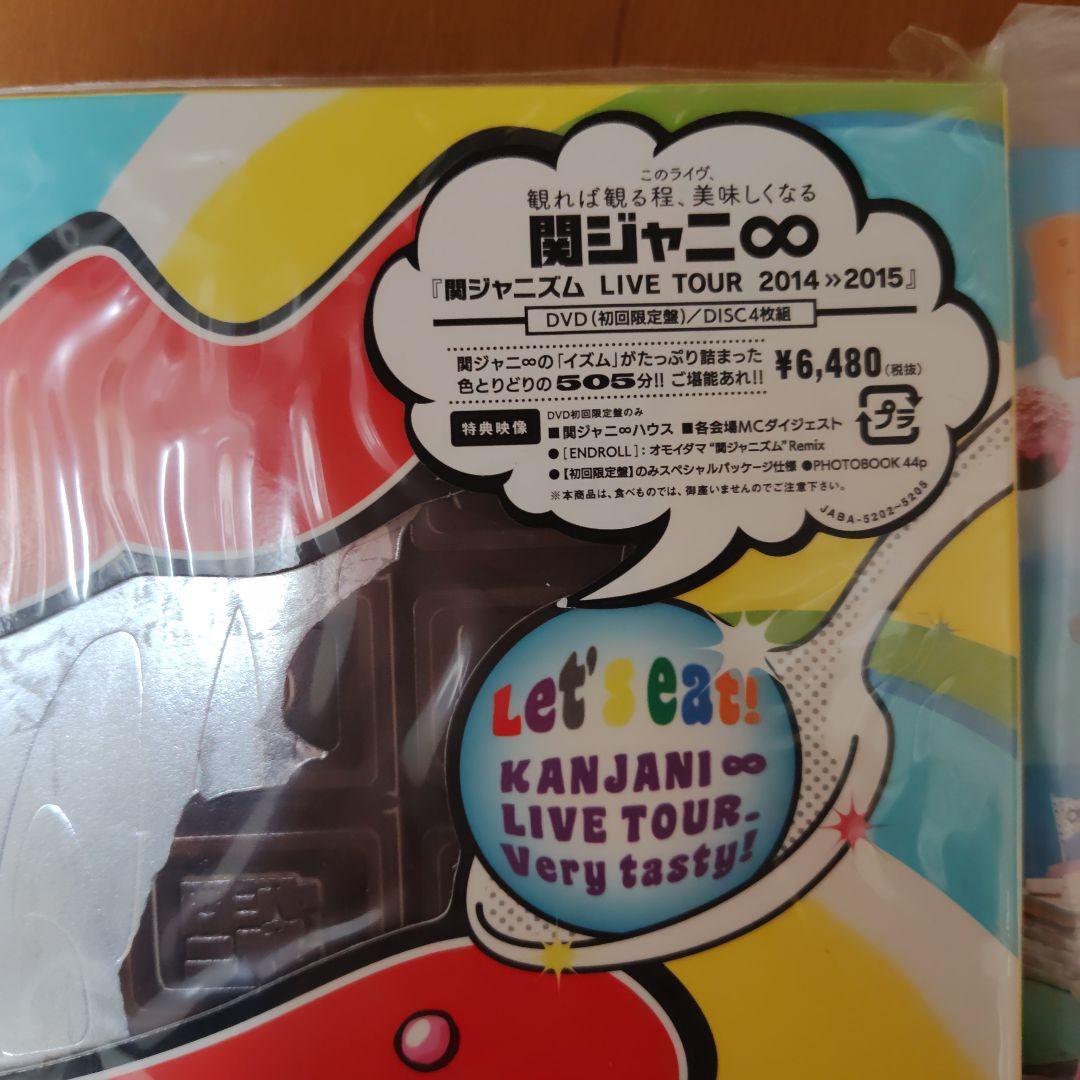 このライヴ、
観れば観る程、美味しくなる
関ジャニ∞
『関ジャニズム LIVE TOUR 2014»2015』
DVD(初回限定盤)/DISC4枚組
関ジャニ∞の「イズム」がたっぷり詰まった
色とりどりの505分!! ご堪能あれ!!
¥6,480(税抜)
プラ
特典映像
DVD初回限定盤のみ
■関ジャニ∞ハウス ■各会場MCダイジェスト
●[ENDROLL]:オモイダマ“関ジャニズム”Remix
●【初回限定盤】のみスペシャルパッケージ仕様 ●PHOTOBOOK 44p
※本商品は、食べものでは、御座いませんのでご注意下さい。
JABA-5202~5205
Let's eat!
KANJANI∞
LIVE TOUR_
Very tasty!